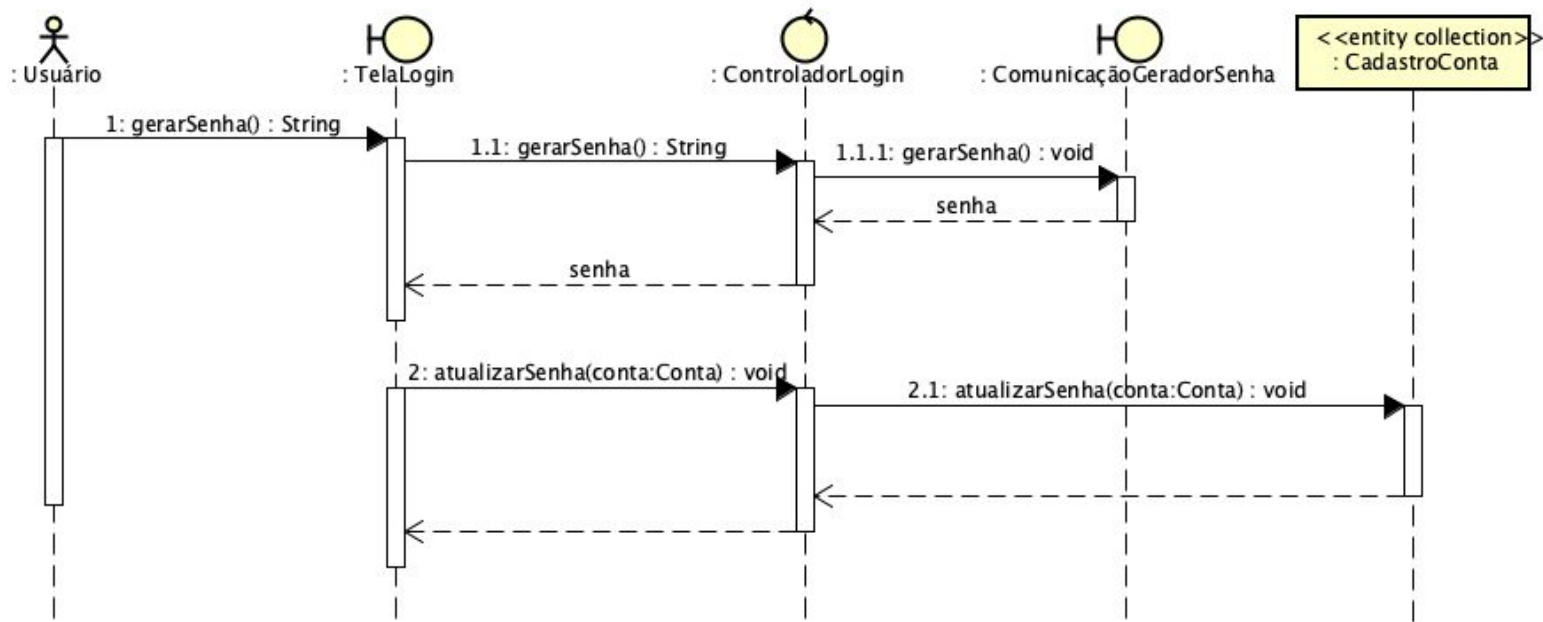 : Usuário
: TelaLogin
: ControladorLogin
: ComunicaçãoGeradorSenha
<<entity collection>>
: CadastroConta
1: gerarSenha() : String
1.1: gerarSenha() : String
1.1.1: gerarSenha() : void
senha
senha
2: atualizarSenha(conta:Conta) : void
2.1: atualizarSenha(conta:Conta) : void